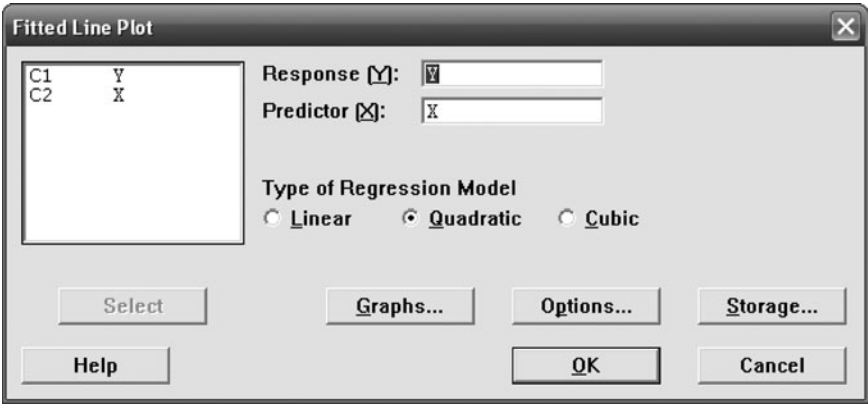 Fitted Line Plot
C1 Y
C2 X
Response (Y): Y
Predictor (X): X
Type of Regression Model
Linear Quadratic Cubic
Select Graphs... Options... Storage...
Help OK Cancel